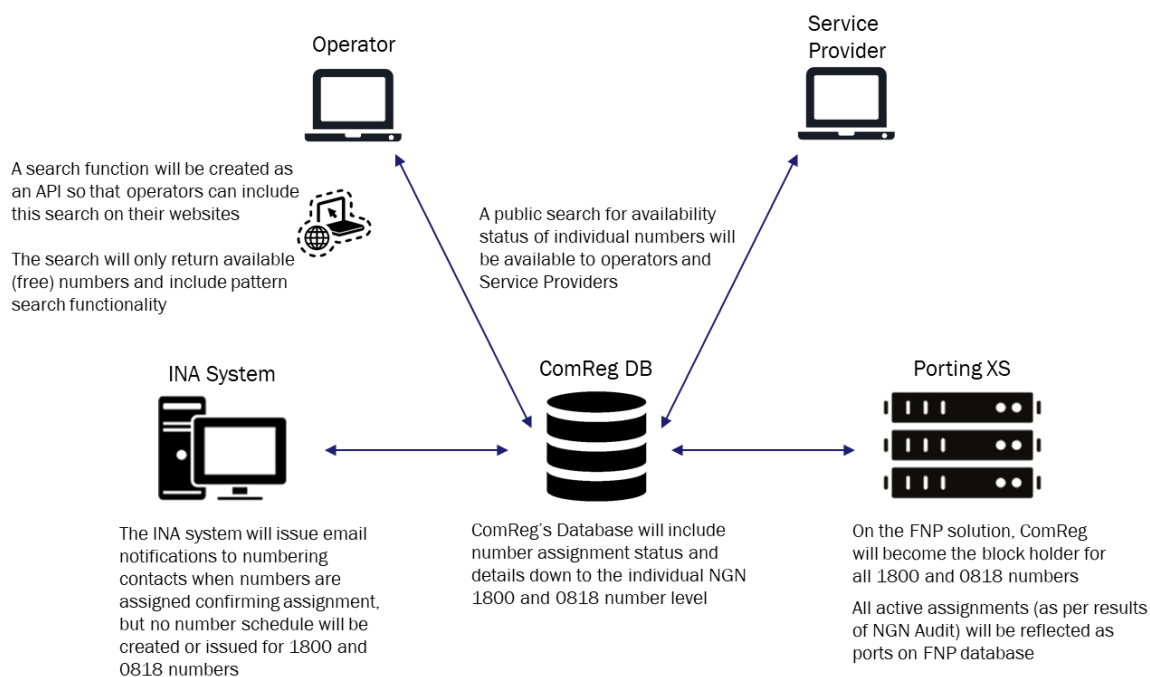 Operator
Service
Provider
A search function will be created as
an API so that operators can include
this search on their websites
The search will only return available
(free) numbers and include pattern
search functionality
A public search for availability
status of individual numbers will
be available to operators and
Service Providers
INA System
ComReg DB
Porting XS
The INA system will issue email
notifications to numbering
contacts when numbers are
assigned confirming assignment,
but no number schedule will be
created or issued for 1800 and
0818 numbers
ComReg's Database will include
number assignment status and
details down to the individual NGN
1800 and 0818 number level
On the FNP solution, ComReg
will become the block holder for
all 1800 and 0818 numbers
All active assignments (as per results
of NGN Audit) will be reflected as
ports on FNP database